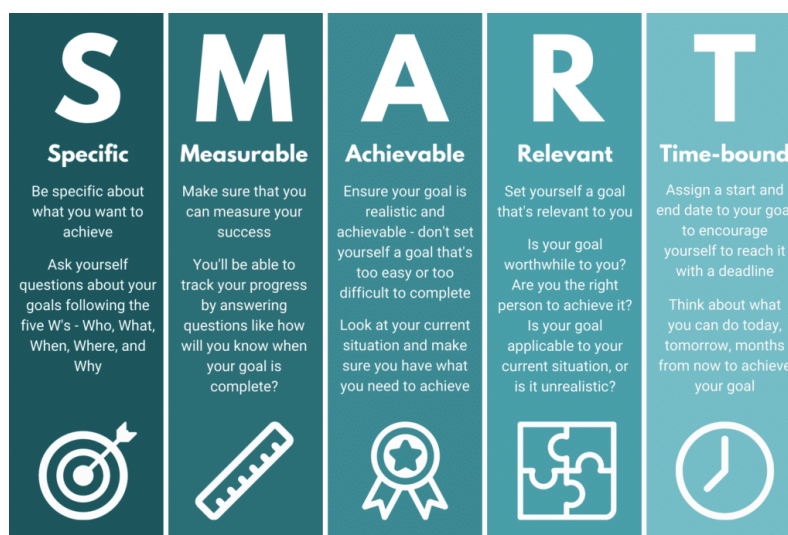 S
Specific
Be specific about
what you want to
achieve
Ask yourself
questions about your
goals following the
five W's - Who, What,
When, Where, and
Why
M
Measurable
Make sure that you
can measure your
success
You'll be able to
track your progress
by answering
questions like how
will you know when
your goal is
complete?
A
Achievable
Ensure your goal is
realistic and
achievable - don't set
yourself a goal that's
too easy or too
difficult to complete
Look at your current
situation and make
sure you have what
you need to achieve
R
Relevant
Set yourself a goal
that's relevant to you
Is your goal
worthwhile to you?
Are you the right
person to achieve it?
Is your goal
applicable to your
current situation, or
is it unrealistic?
T
Time-bound
Assign a start and
end date to your goal
to encourage
yourself to reach it
with a deadline
Think about what
you can do today,
tomorrow, months
from now to achieve
your goal